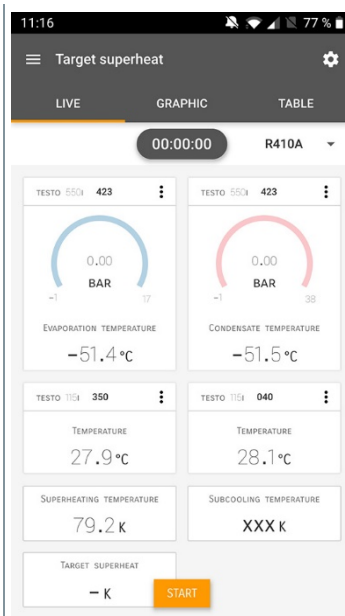 11:16 77 %
Target superheat
LIVE GRAPHIC TABLE
00:00:00 R410A
TESTO 550i 423 TESTO 550i 423
0.00 0.00
BAR BAR
-1 17 -1 38
EVAPORATION TEMPERATURE CONDENSATE TEMPERATURE
-51.4 °C -51.5 °C
TESTO 115i 350 TESTO 115i 040
TEMPERATURE TEMPERATURE
27.9 °C 28.1 °C
SUPERHEATING TEMPERATURE SUBCOOLING TEMPERATURE
79.2 K XXX K
TARGET SUPERHEAT
– K START